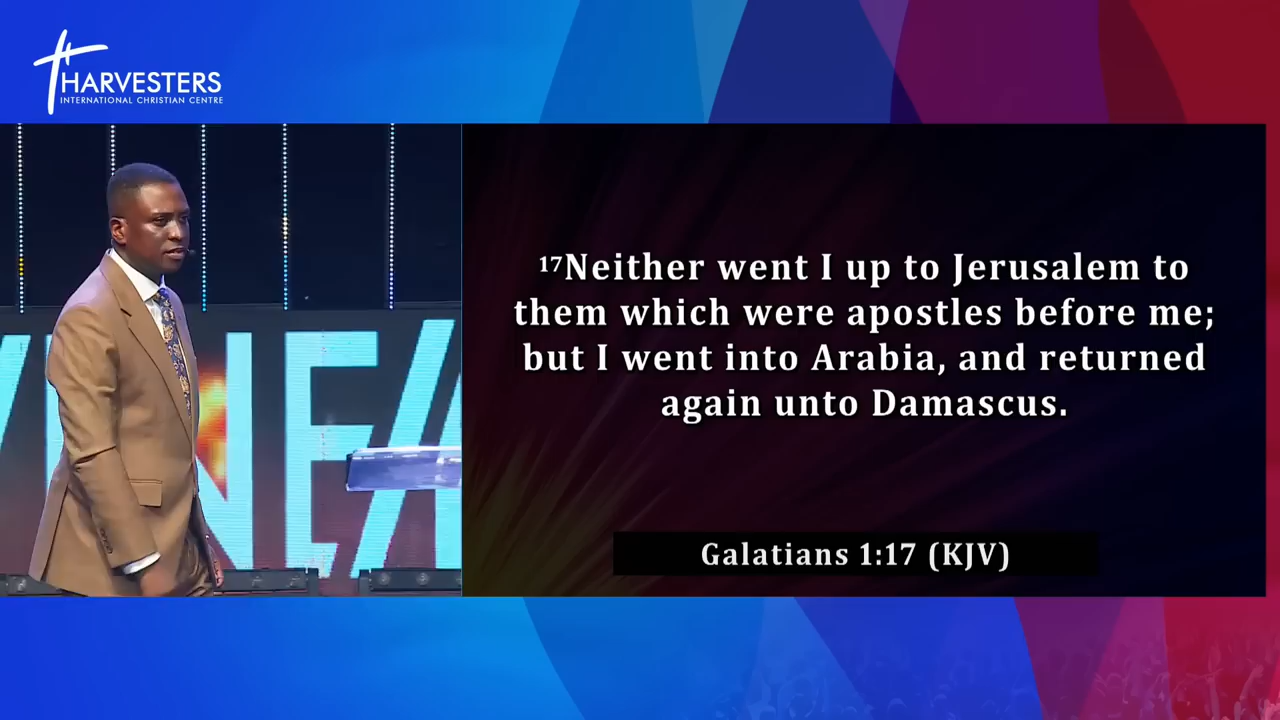 HARVESTERS
INTERNATIONAL CHRISTIAN CENTRE
17Neither went I up to Jerusalem to
them which were apostles before me;
but I went into Arabia, and returned
again unto Damascus.
Galatians 1:17 (KJV)